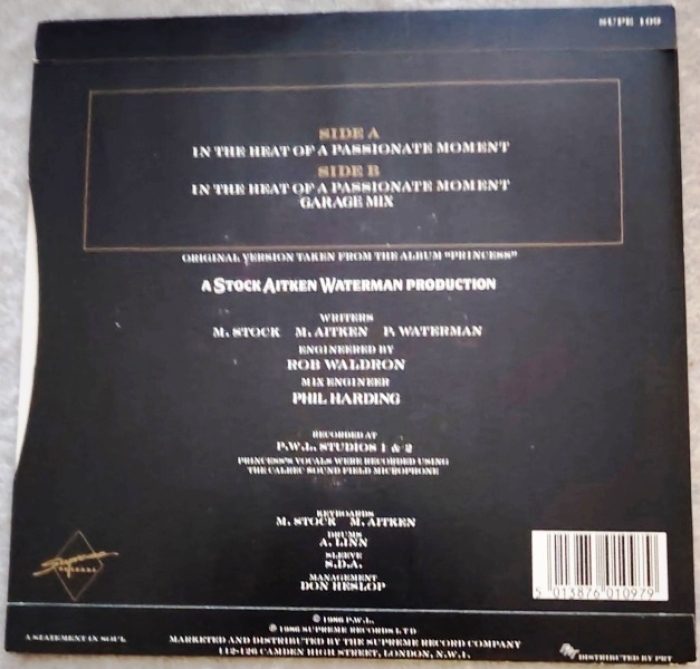 SUPE 109
SIDE A
IN THE HEAT OF A PASSIONATE MOMENT
SIDE B
IN THE HEAT OF A PASSIONATE MOMENT
GARAGE MIX
ORIGINAL VERSION TAKEN FROM THE ALBUM "PRINCESS"
A STOCK AITKEN WATERMAN PRODUCTION
WRITERS
M. STOCK M. AITKEN P. WATERMAN
ENGINEERED BY
ROB WALDRON
MIX ENGINEER
PHIL HARDING
RECORDED AT
P.W.L. STUDIOS 1 & 2
PRINCESS'S VOCALS WERE RECORDED USING
THE CALREC SOUND FIELD MICROPHONE
KEYBOARDS
M. STOCK M. AITKEN
DRUMS
A. LINN
SLEEVE
S.D.A.
MANAGEMENT
DON HESLOP
Supreme
RECORDS
5 013876 010979
℗ 1986 P.W.L.
© 1986 SUPREME RECORDS LTD
A STATEMENT IN SOUL
MARKETED AND DISTRIBUTED BY THE SUPREME RECORD COMPANY
112-126 CAMDEN HIGH STREET, LONDON, N.W.1.
PRT DISTRIBUTED BY PRT